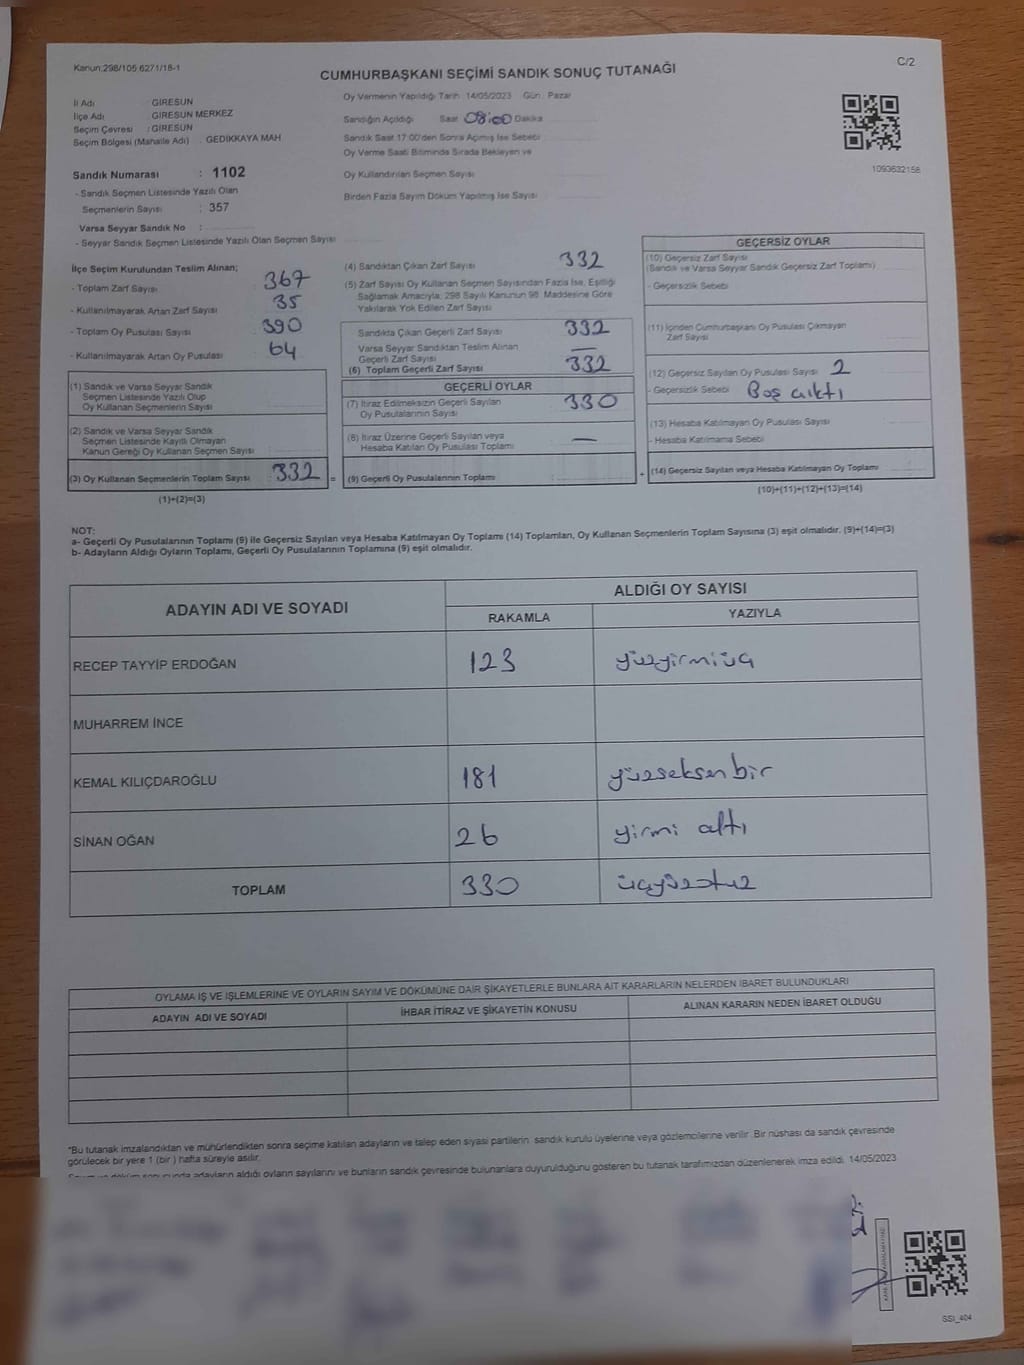 Kanun:298/105 6271/18-1
C/2
CUMHURBAŞKANI SEÇİMİ SANDIK SONUÇ TUTANAĞI
İl Adı : GİRESUN
İlçe Adı : GİRESUN MERKEZ
Seçim Çevresi : GİRESUN
Seçim Bölgesi (Mahalle Adı) : GEDİKKAYA MAH
Oy Vermenin Yapıldığı Tarih : 14/05/2023 Gün : Pazar
Sandığın Açıldığı Saat 08:00 Dakika
Sandık Saat 17:00'den Sonra Açımış İse Sebebi
Oy Verme Saati Bitiminde Sırada Bekleyen ve
Oy Kullandırılan Seçmen Sayısı
Birden Fazla Sayım Döküm Yapılmış İse Sayısı
1093632158
Sandık Numarası : 1102
- Sandık Seçmen Listesinde Yazılı Olan
Seçmenlerin Sayısı : 357
Varsa Seyyar Sandık No :
- Seyyar Sandık Seçmen Listesinde Yazılı Olan Seçmen Sayısı
İlçe Seçim Kurulundan Teslim Alınan;
- Toplam Zarf Sayısı : 367
- Kullanılmayarak Artan Zarf Sayısı : 35
- Toplam Oy Pusulası Sayısı : 390
- Kullanılmayarak Artan Oy Pusulası : 64
(1) Sandık ve Varsa Seyyar Sandık
Seçmen Listesinde Yazılı Olup
Oy Kullanan Seçmenlerin Sayısı
(2) Sandık ve Varsa Seyyar Sandık
Seçmen Listesinde Kayıtlı Olmayan
Kanun Gereği Oy Kullanan Seçmen Sayısı
(3) Oy Kullanan Seçmenlerin Toplam Sayısı : 332
(1)+(2)=(3)
(4) Sandıktan Çıkan Zarf Sayısı 332
(5) Zarf Sayısı Oy Kullanan Seçmen Sayısından Fazla İse, Eşitliği
Sağlamak Amacıyla; 298 Sayılı Kanunun 98. Maddesine Göre
Yakılarak Yok Edilen Zarf Sayısı
Sandıkta Çıkan Geçerli Zarf Sayısı 332
Varsa Seyyar Sandıktan Teslim Alınan
Geçerli Zarf Sayısı —
(6) Toplam Geçerli Zarf Sayısı 332
GEÇERLİ OYLAR
(7) İtiraz Edilmeksizin Geçerli Sayılan
Oy Pusulalarının Sayısı 330
(8) İtiraz Üzerine Geçerli Sayılan veya
Hesaba Katılan Oy Pusulası Toplamı —
= (9) Geçerli Oy Pusulalarının Toplamı
GEÇERSİZ OYLAR
(10) Geçersiz Zarf Sayısı
(Sandık ve Varsa Seyyar Sandık Geçersiz Zarf Toplamı)
- Geçersizlik Sebebi
(11) İçinden Cumhurbaşkanı Oy Pusulası Çıkmayan
Zarf Sayısı
(12) Geçersiz Sayılan Oy Pusulası Sayısı 2
- Geçersizlik Sebebi Boş çıktı
(13) Hesaba Katılmayan Oy Pusulası Sayısı
- Hesaba Katılmama Sebebi
+ (14) Geçersiz Sayılan veya Hesaba Katılmayan Oy Toplamı
(10)+(11)+(12)+(13)=(14)
NOT:
a- Geçerli Oy Pusulalarının Toplamı (9) ile Geçersiz Sayılan veya Hesaba Katılmayan Oy Toplamı (14) Toplamları, Oy Kullanan Seçmenlerin Toplam Sayısına (3) eşit olmalıdır. (9)+(14)=(3)
b- Adayların Aldığı Oyların Toplamı, Geçerli Oy Pusulalarının Toplamına (9) eşit olmalıdır.
ADAYIN ADI VE SOYADI
ALDIĞI OY SAYISI
RAKAMLA YAZIYLA
RECEP TAYYİP ERDOĞAN 123 yüzyirmiüç
MUHARREM İNCE
KEMAL KILIÇDAROĞLU 181 yüzseksenbir
SİNAN OĞAN 26 yirmi altı
TOPLAM 330 üçyüzotuz
OYLAMA İŞ VE İŞLEMLERİNE VE OYLARIN SAYIM VE DÖKÜMÜNE DAİR ŞİKAYETLERLE BUNLARA AİT KARARLARIN NELERDEN İBARET BULUNDUKLARI
ADAYIN ADI VE SOYADI İHBAR İTİRAZ VE ŞİKAYETİN KONUSU ALINAN KARARIN NEDEN İBARET OLDUĞU
*Bu tutanak imzalandıktan ve mühürlendikten sonra seçime katılan adayların ve talep eden siyasi partilerin sandık kurulu üyelerine veya gözlemcilerine verilir. Bir nüshası da sandık çevresinde
görülecek bir yere 1 (bir) hafta süreyle asılır.
sonucunda adayların aldığı oyların sayılarını ve bunların sandık çevresinde bulunanlara duyurulduğunu gösteren bu tutanak tarafımızdan düzenlenerek imza edildi. 14/05/2023
SSI_404